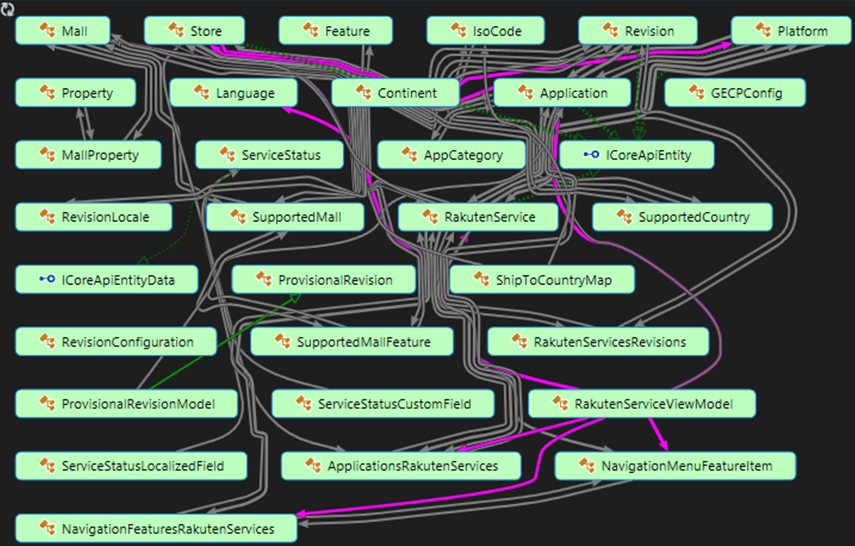 Mall Store Feature IsoCode Revision Platform
Property Language Continent Application GECPConfig
MallProperty ServiceStatus AppCategory ICoreApiEntity
RevisionLocale SupportedMall RakutenService SupportedCountry
ICoreApiEntityData ProvisionalRevision ShipToCountryMap
RevisionConfiguration SupportedMallFeature RakutenServicesRevisions
ProvisionalRevisionModel ServiceStatusCustomField RakutenServiceViewModel
ServiceStatusLocalizedField ApplicationsRakutenServices NavigationMenuFeatureItem
NavigationFeaturesRakutenServices